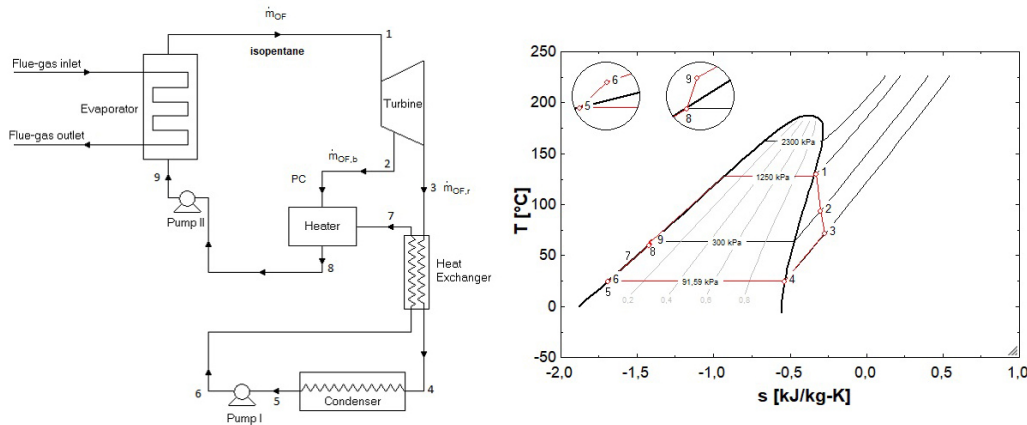 ṁOF
1
isopentane
Flue-gas inlet
Evaporator
Turbine
Flue-gas outlet
ṁOF,b
2
9
PC
3
ṁOF,r
Pump II
Heater
7
8
Heat
Exchanger
6
5
4
Pump I
Condenser
250
200
150
100
50
0
-50
T [°C]
-2,0
-1,5
-1,0
-0,5
0,0
0,5
1,0
s [kJ/kg-K]
6
5
9
8
2300 kPa
1250 kPa
1
2
300 kPa
3
9
7
8
91,59 kPa
6
5
4
0,2
0,4
0,6
0,8